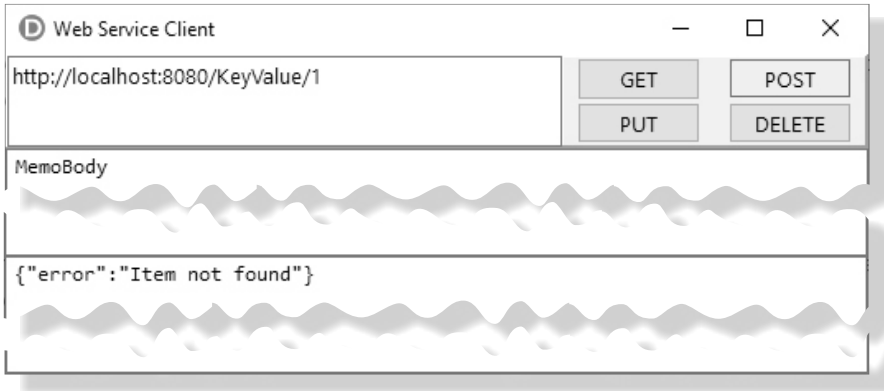 Web Service Client
http://localhost:8080/KeyValue/1
GET POST
PUT DELETE
MemoBody
{"error":"Item not found"}